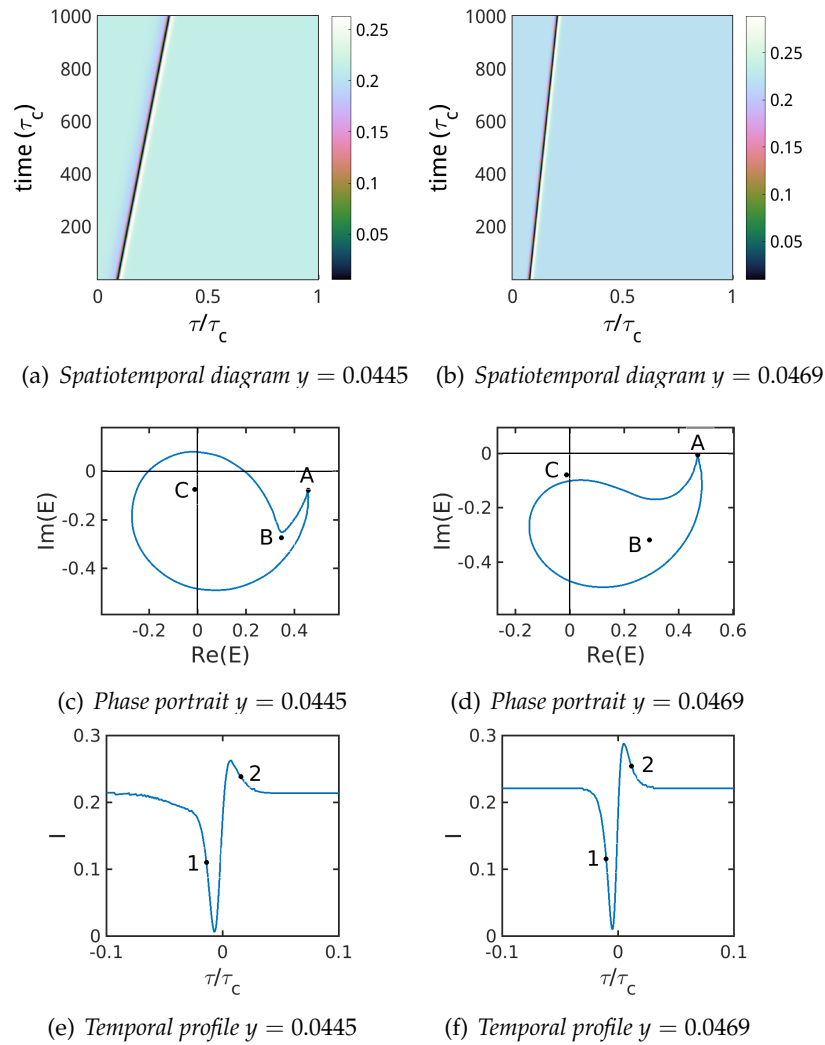 1000
800
600
400
200
time (τc)
0 0.5 1
τ/τc
0.25
0.2
0.15
0.1
0.05
1000
800
600
400
200
time (τc)
0 0.5 1
τ/τc
0.25
0.2
0.15
0.1
0.05
(a) Spatiotemporal diagram y = 0.0445
(b) Spatiotemporal diagram y = 0.0469
0
-0.2
-0.4
Im(E)
A
B
C
-0.2 0 0.2 0.4
Re(E)
0
-0.2
-0.4
Im(E)
A
B
C
-0.2 0 0.2 0.4 0.6
Re(E)
(c) Phase portrait y = 0.0445
(d) Phase portrait y = 0.0469
0.3
0.2
0.1
0
I
1
2
-0.1 0 0.1
τ/τc
0.3
0.2
0.1
0
I
1
2
-0.1 0 0.1
τ/τc
(e) Temporal profile y = 0.0445
(f) Temporal profile y = 0.0469